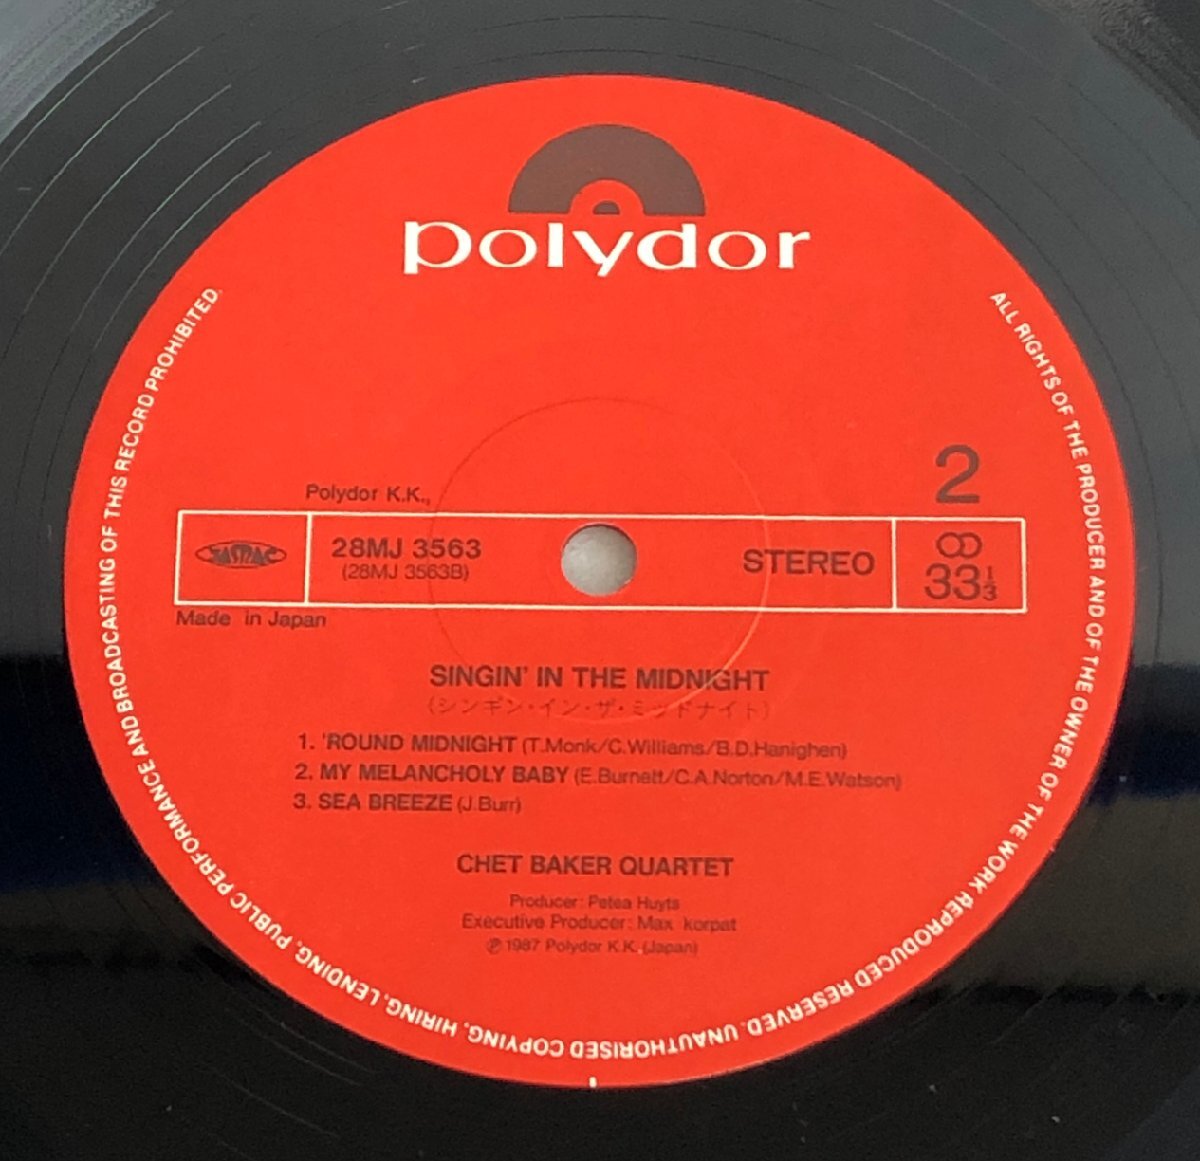 polydor
2
Polydor K.K.,
JASRAC
28MJ 3563
(28MJ 3563B)
STEREO
33⅓
Made in Japan
SINGIN' IN THE MIDNIGHT
(シンギン・イン・ザ・ミッドナイト)
1. 'ROUND MIDNIGHT (T.Monk/C.Williams/B.D.Hanighen)
2. MY MELANCHOLY BABY (E.Burnett/C.A.Norton/M.E.Watson)
3. SEA BREEZE (J.Burr)
CHET BAKER QUARTET
Producer: Petea Huyts
Executive Producer: Max korpat
℗ 1987 Polydor K.K. (Japan)
ALL RIGHTS OF THE PRODUCER AND OF THE OWNER OF THE WORK REPRODUCED RESERVED. UNAUTHORISED COPYING, HIRING, LENDING, PUBLIC PERFORMANCE AND BROADCASTING OF THIS RECORD PROHIBITED.